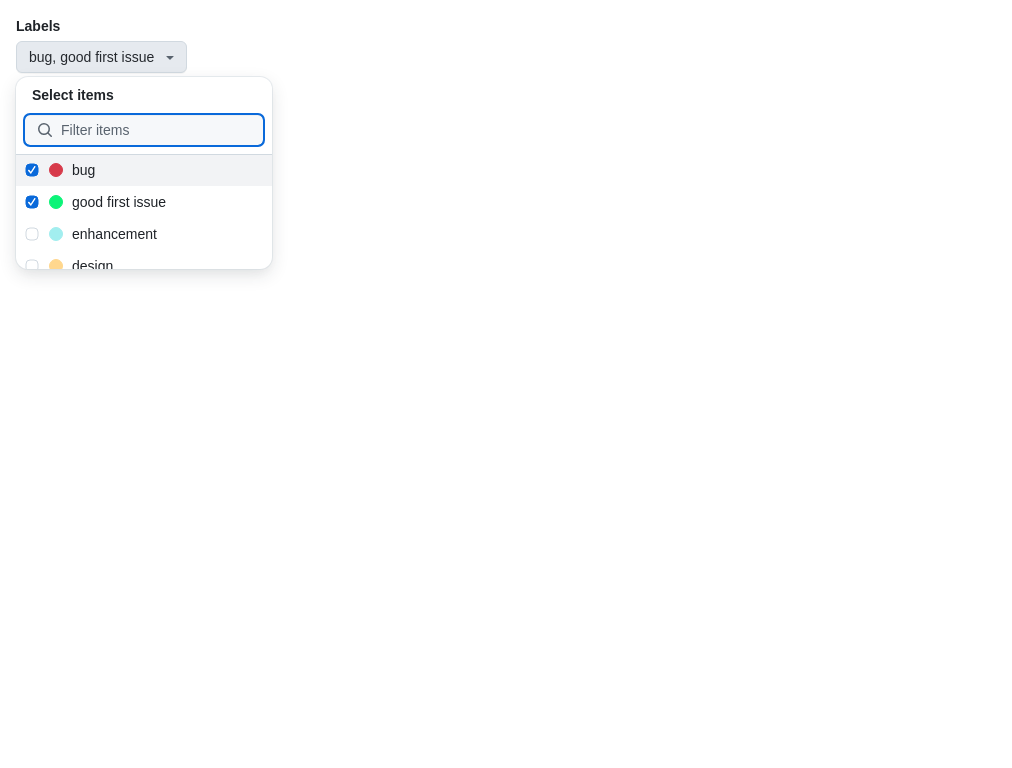 Labels
bug, good first issue
Select items
Filter items
bug
good first issue
enhancement
design